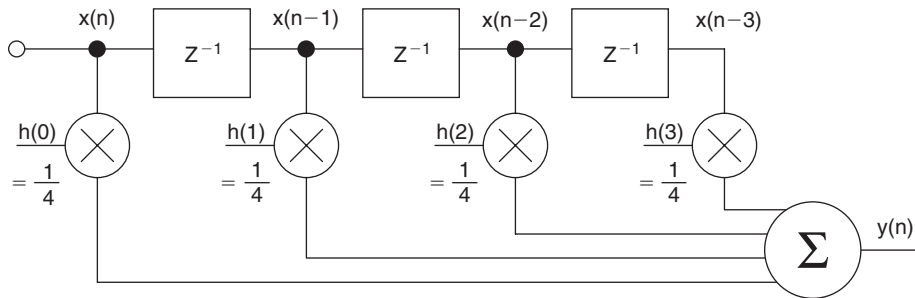 x(n) x(n−1) x(n−2) x(n−3)
Z⁻¹ Z⁻¹ Z⁻¹
h(0) h(1) h(2) h(3)
= 1/4 = 1/4 = 1/4 = 1/4
y(n)
Σ